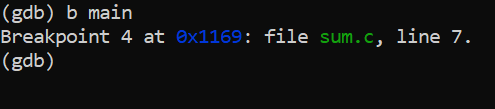 (gdb) b main
Breakpoint 4 at 0x1169: file sum.c, line 7.
(gdb)